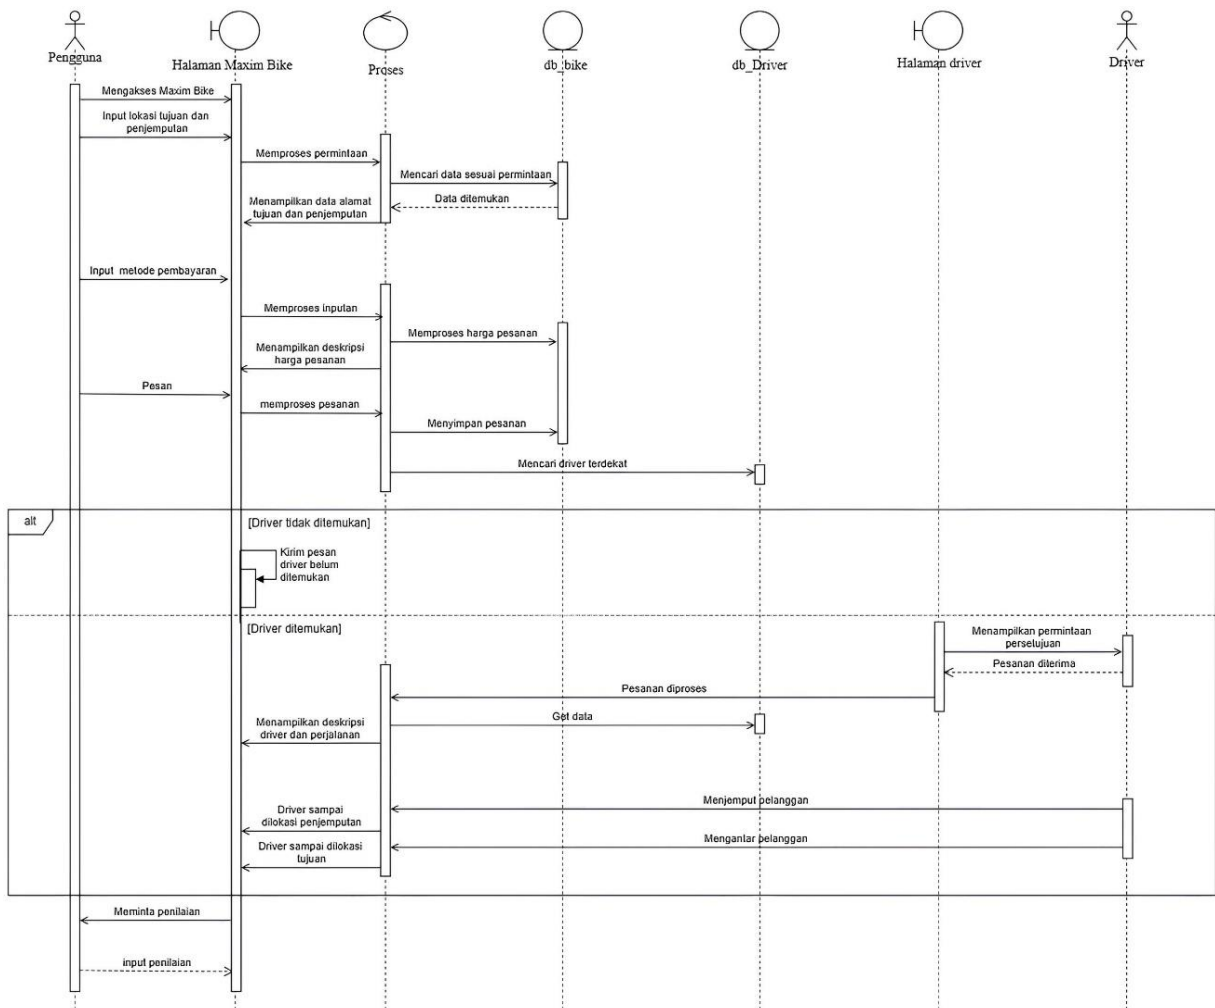 Pengguna
Halaman Maxim Bike
Proses
db_bike
db_Driver
Halaman driver
Driver
Mengakses Maxim Bike
Input lokasi tujuan dan
penjemputan
Memproses permintaan
Mencari data sesuai permintaan
Data ditemukan
Menampilkan data alamat
tujuan dan penjemputan
Input metode pembayaran
Memproses inputan
Memproses harga pesanan
Menampilkan deskripsi
harga pesanan
Pesan
memproses pesanan
Menyimpan pesanan
Mencari driver terdekat
alt
[Driver tidak ditemukan]
Kirim pesan
driver belum
ditemukan
[Driver ditemukan]
Menampilkan permintaan
persetujuan
Pesanan diterima
Pesanan diproses
Get data
Menampilkan deskripsi
driver dan perjalanan
Menjemput pelanggan
Driver sampai
dilokasi penjemputan
Mengantar pelanggan
Driver sampai dilokasi
tujuan
Meminta penilaian
input penilaian